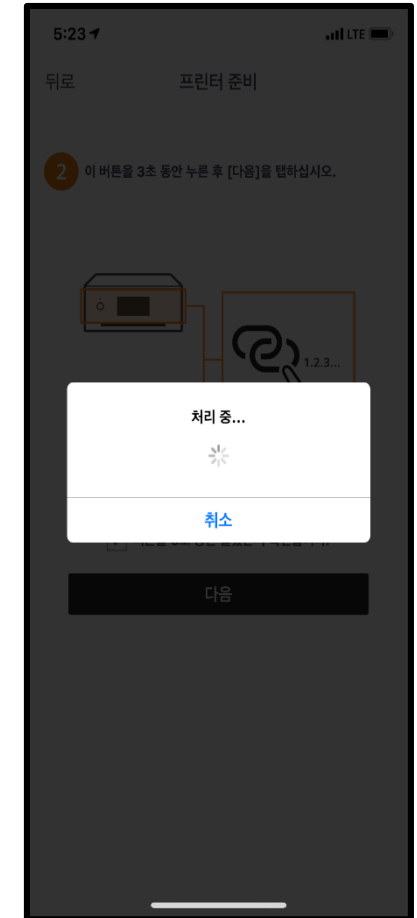 5:23
LTE
뒤로 프린터 준비
2 이 버튼을 3초 동안 누른 후 [다음]을 탭하십시오.
1.2.3...
처리 중...
취소
다음